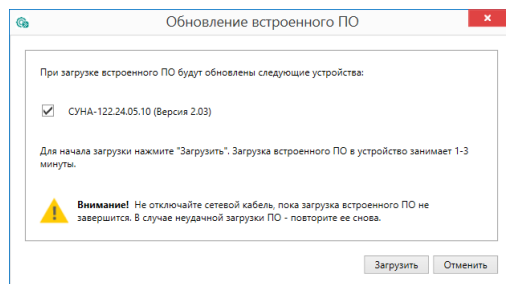 Обновление встроенного ПО
При загрузке встроенного ПО будут обновлены следующие устройства:
СУНА-122.24.05.10 (Версия 2.03)
Для начала загрузки нажмите "Загрузить". Загрузка встроенного ПО в устройство занимает 1-3
минуты.
Внимание! Не отключайте сетевой кабель, пока загрузка встроенного ПО не
завершится. В случае неудачной загрузки ПО - повторите ее снова.
Загрузить Отменить